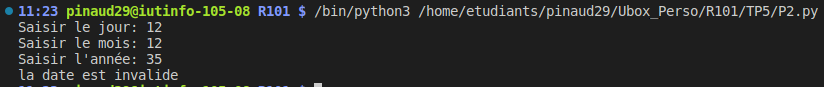 11:23 pinaud29@iutinfo-105-08 R101 $ /bin/python3 /home/etudiants/pinaud29/Ubox_Perso/R101/TP5/P2.py
Saisir le jour: 12
Saisir le mois: 12
Saisir l'année: 35
la date est invalide